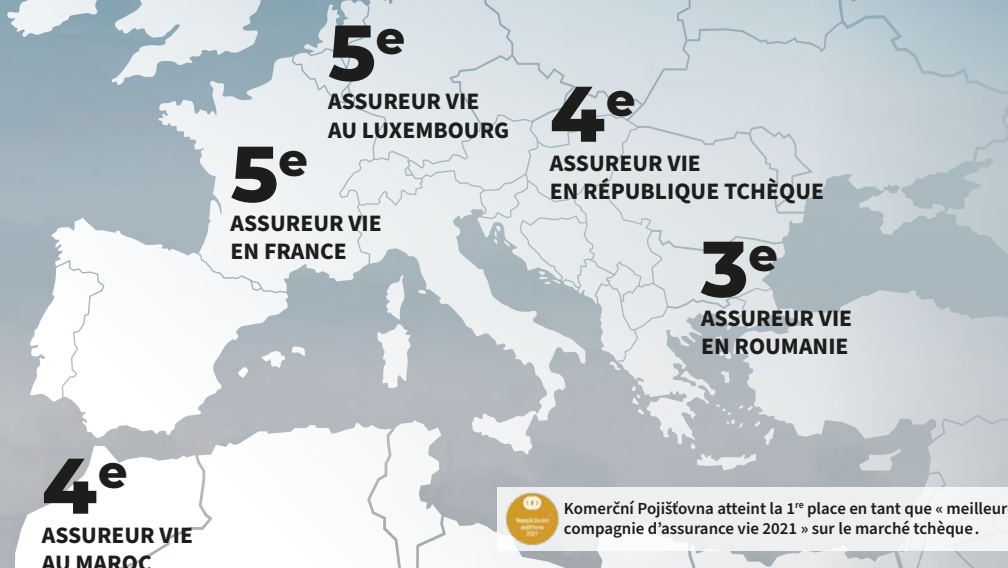 5e
ASSUREUR VIE
AU LUXEMBOURG
4e
ASSUREUR VIE
EN RÉPUBLIQUE TCHÈQUE
5e
ASSUREUR VIE
EN FRANCE
3e
ASSUREUR VIE
EN ROUMANIE
4e
ASSUREUR VIE
AU MAROC
Komerční Pojišťovna atteint la 1re place en tant que « meilleur
compagnie d’assurance vie 2021 » sur le marché tchèque.